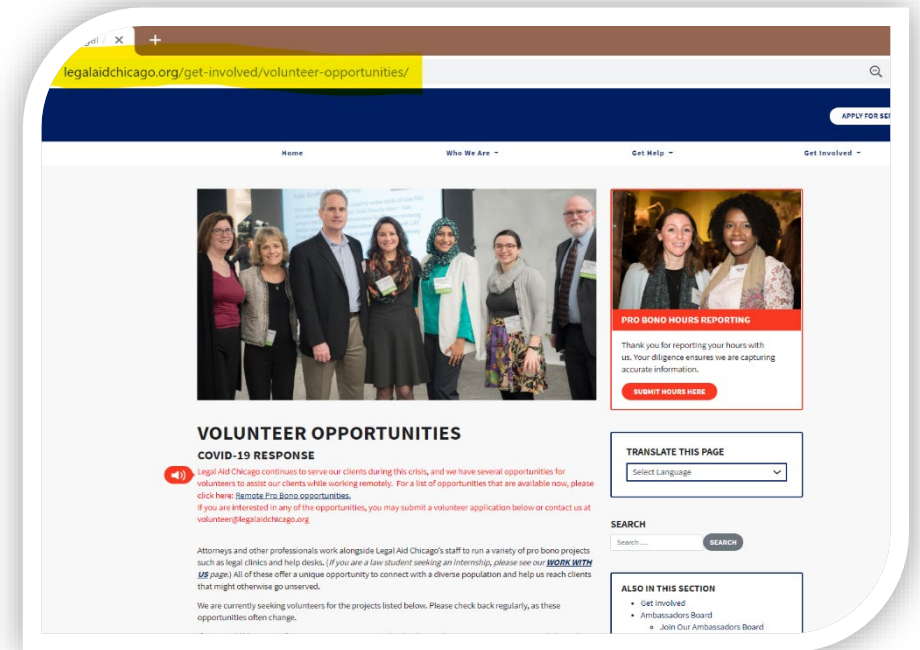 legalaidchicago.org/get-involved/volunteer-opportunities/
Home
Who We Are
Get Help
Get Involved
PRO BONO HOURS REPORTING
Thank you for reporting your hours with
us. Your diligence ensures we are capturing
accurate information.
SUBMIT HOURS HERE
VOLUNTEER OPPORTUNITIES
COVID-19 RESPONSE
Legal Aid Chicago continues to serve our clients during this crisis, and we have several opportunities for
volunteers to assist our clients while working remotely. For a list of opportunities that are available now, please
click here: Remote Pro Bono opportunities.
If you are interested in any of the opportunities, you may submit a volunteer application below or contact us at
volunteer@legalaidchicago.org
Attorneys and other professionals work alongside Legal Aid Chicago's staff to run a variety of pro bono projects
such as legal clinics and help desks. (If you are a law student seeking an internship, please see our WORK WITH
US page.) All of these offer a unique opportunity to connect with a diverse population and help us reach clients
that might otherwise go unserved.
We are currently seeking volunteers for the projects listed below. Please check back regularly, as these
opportunities often change.
TRANSLATE THIS PAGE
Select Language
SEARCH
Search ...
SEARCH
ALSO IN THIS SECTION
Get Involved
Ambassadors Board
Join Our Ambassadors Board
APPLY FOR